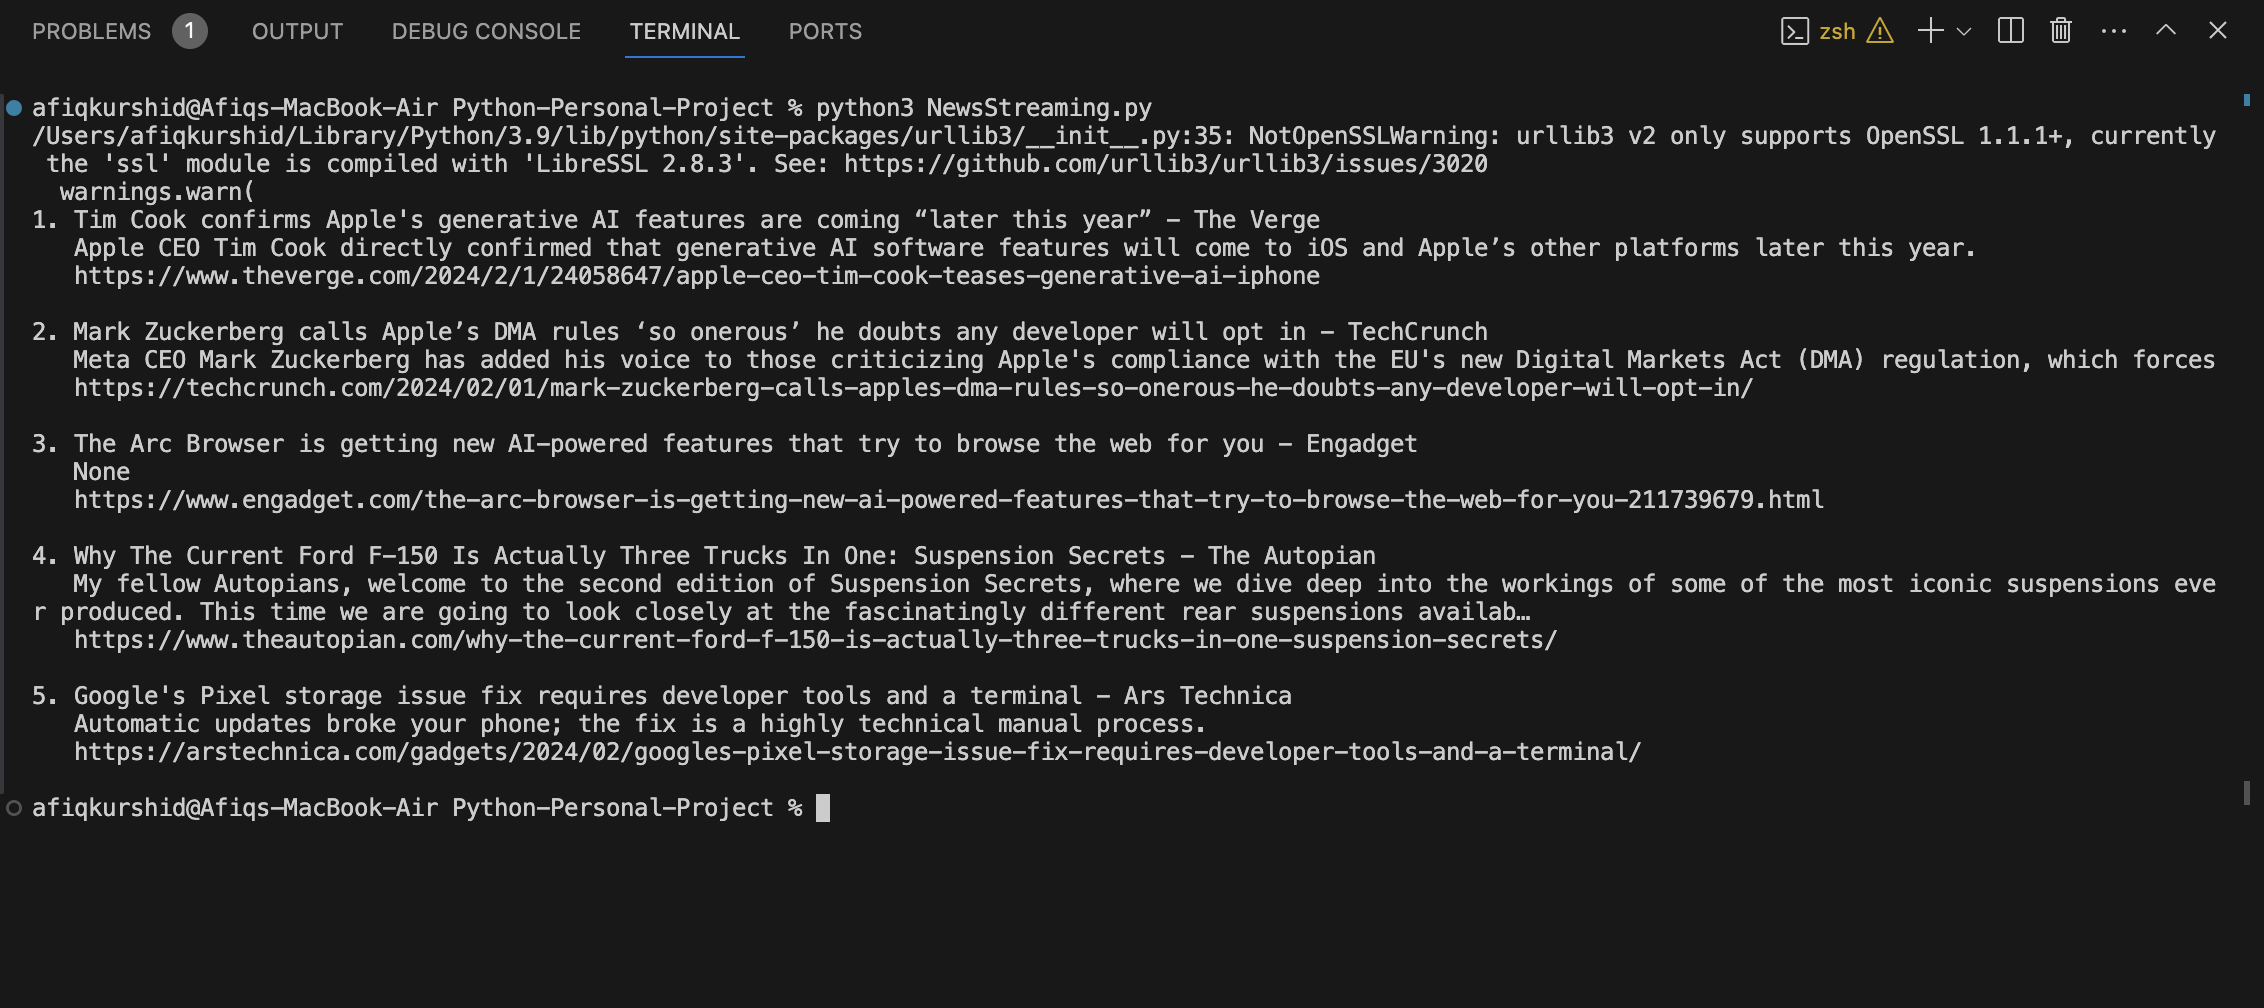 PROBLEMS 1 OUTPUT DEBUG CONSOLE TERMINAL PORTS zsh
afiqkurshid@Afiqs-MacBook-Air Python-Personal-Project % python3 NewsStreaming.py
/Users/afiqkurshid/Library/Python/3.9/lib/python/site-packages/urllib3/__init__.py:35: NotOpenSSLWarning: urllib3 v2 only supports OpenSSL 1.1.1+, currently
the 'ssl' module is compiled with 'LibreSSL 2.8.3'. See: https://github.com/urllib3/urllib3/issues/3020
warnings.warn(
1. Tim Cook confirms Apple's generative AI features are coming “later this year” - The Verge
Apple CEO Tim Cook directly confirmed that generative AI software features will come to iOS and Apple’s other platforms later this year.
https://www.theverge.com/2024/2/1/24058647/apple-ceo-tim-cook-teases-generative-ai-iphone
2. Mark Zuckerberg calls Apple’s DMA rules ‘so onerous’ he doubts any developer will opt in - TechCrunch
Meta CEO Mark Zuckerberg has added his voice to those criticizing Apple's compliance with the EU's new Digital Markets Act (DMA) regulation, which forces
https://techcrunch.com/2024/02/01/mark-zuckerberg-calls-apples-dma-rules-so-onerous-he-doubts-any-developer-will-opt-in/
3. The Arc Browser is getting new AI-powered features that try to browse the web for you - Engadget
None
https://www.engadget.com/the-arc-browser-is-getting-new-ai-powered-features-that-try-to-browse-the-web-for-you-211739679.html
4. Why The Current Ford F-150 Is Actually Three Trucks In One: Suspension Secrets - The Autopian
My fellow Autopians, welcome to the second edition of Suspension Secrets, where we dive deep into the workings of some of the most iconic suspensions eve
r produced. This time we are going to look closely at the fascinatingly different rear suspensions availab…
https://www.theautopian.com/why-the-current-ford-f-150-is-actually-three-trucks-in-one-suspension-secrets/
5. Google's Pixel storage issue fix requires developer tools and a terminal - Ars Technica
Automatic updates broke your phone; the fix is a highly technical manual process.
https://arstechnica.com/gadgets/2024/02/googles-pixel-storage-issue-fix-requires-developer-tools-and-a-terminal/
afiqkurshid@Afiqs-MacBook-Air Python-Personal-Project %